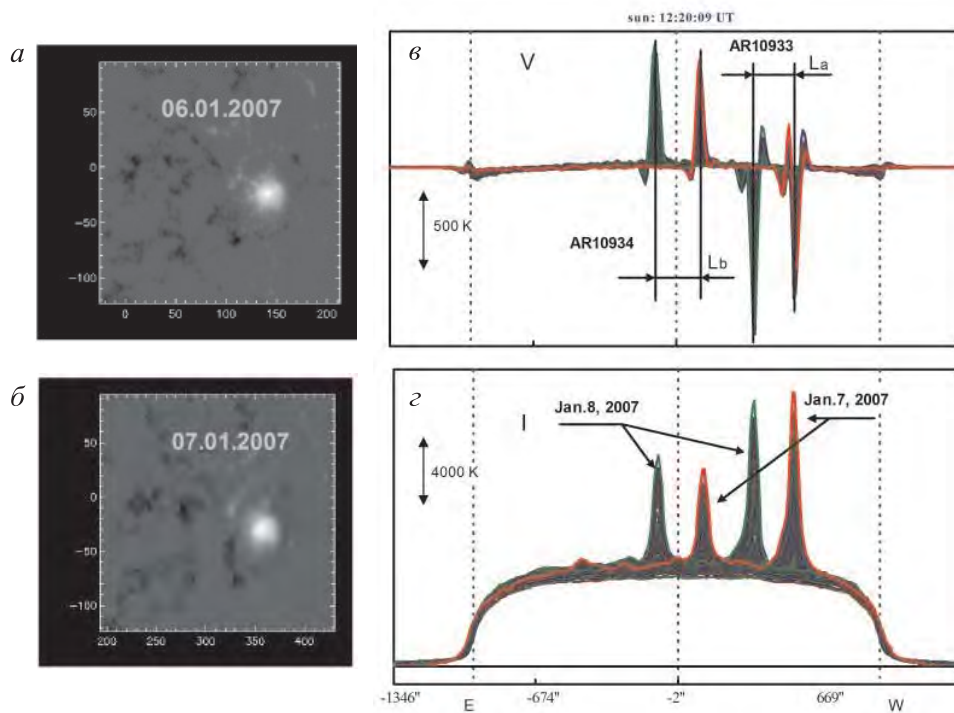 sun: 12:20:09 UT
а
06.01.2007
50
0
−50
−100
0 50 100 150 200
б
07.01.2007
50
0
−50
−100
200 250 300 350 400
в
V
AR10933
La
500 K
AR10934
Lb
г
I
Jan.8, 2007
Jan.7, 2007
4000 K
-1346" -674" -2" 669"
E W